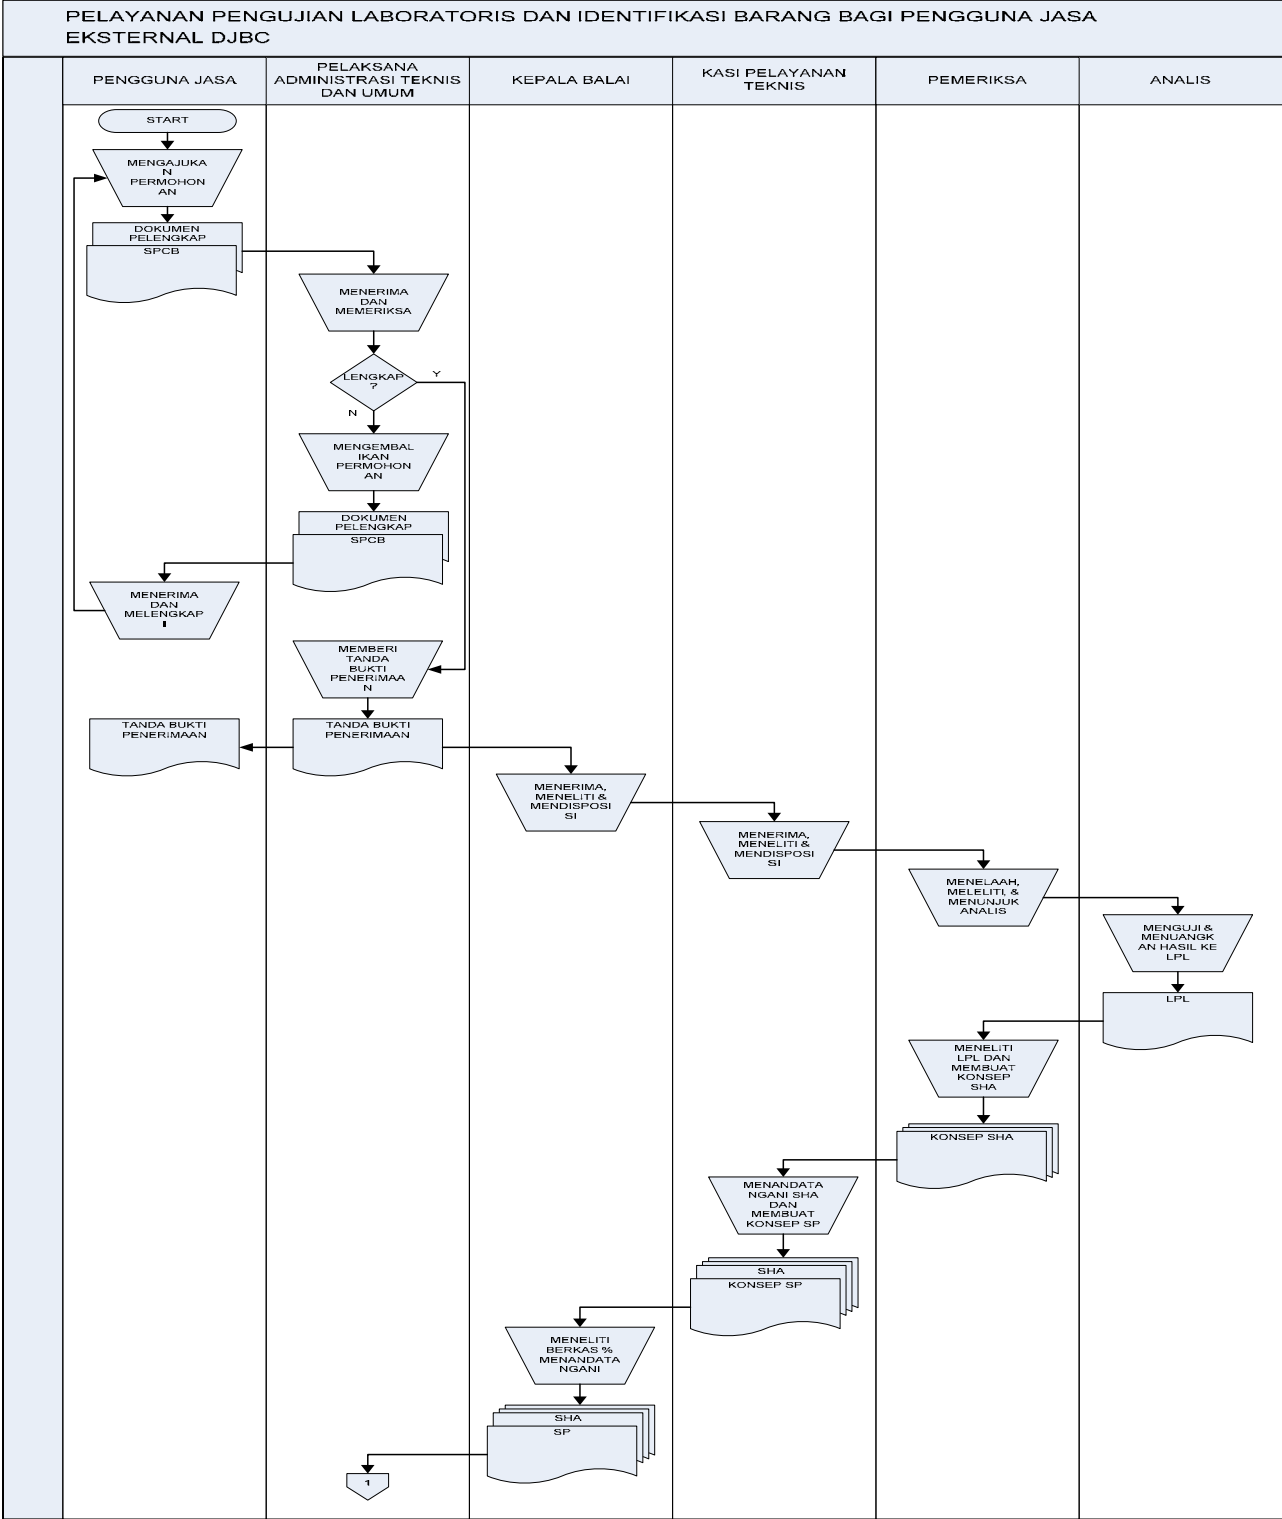 PELAYANAN PENGUJIAN LABORATORIS DAN IDENTIFIKASI BARANG BAGI PENGGUNA JASA
EKSTERNAL DJBC
PENGGUNA JASA
PELAKSANA
ADMINISTRASI TEKNIS
DAN UMUM
KEPALA BALAI
KASI PELAYANAN
TEKNIS
PEMERIKSA
ANALIS
START
MENGAJUKA
N
PERMOHON
AN
DOKUMEN
PELENGKAP
SPCB
MENERIMA
DAN
MEMERIKSA
LENGKAP
?
Y
N
MENGEMBAL
IKAN
PERMOHON
AN
DOKUMEN
PELENGKAP
SPCB
MENERIMA
DAN
MELENGKAP
I
MEMBERI
TANDA
BUKTI
PENERIMAA
N
TANDA BUKTI
PENERIMAAN
TANDA BUKTI
PENERIMAAN
MENERIMA,
MENELITI &
MENDISPOSI
SI
MENERIMA,
MENELITI &
MENDISPOSI
SI
MENELAAH,
MELELITI, &
MENUNJUK
ANALIS
MENGUJI &
MENUANGK
AN HASIL KE
LPL
LPL
MENELITI
LPL DAN
MEMBUAT
KONSEP
SHA
KONSEP SHA
MENANDATA
NGANI SHA
DAN
MEMBUAT
KONSEP SP
SHA
KONSEP SP
MENELITI
BERKAS %
MENANDATA
NGANI
SHA
SP
1